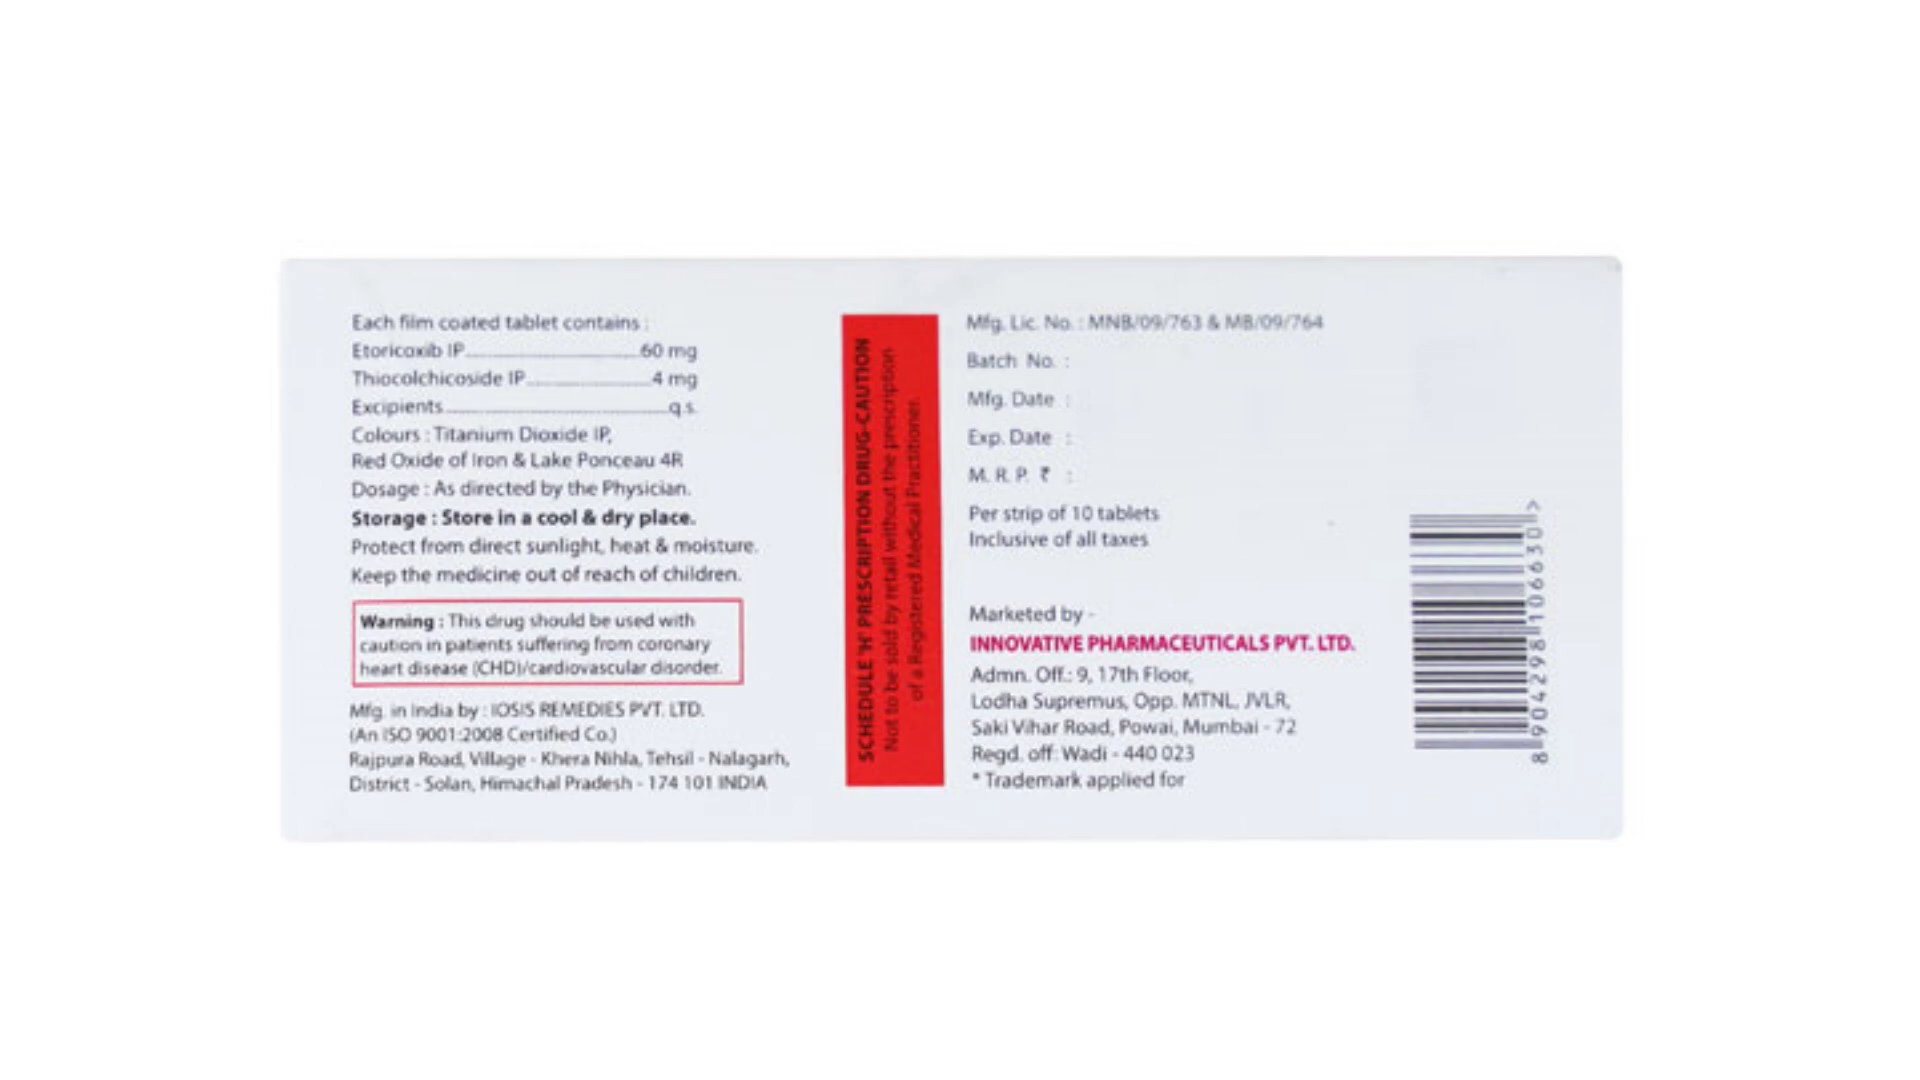 Each film coated tablet contains :
Etoricoxib IP..............................60 mg
Thiocolchicoside IP......................4 mg
Excipients........................................q s.
Colours : Titanium Dioxide IP,
Red Oxide of Iron & Lake Ponceau 4R
Dosage : As directed by the Physician.
Storage : Store in a cool & dry place.
Protect from direct sunlight, heat & moisture.
Keep the medicine out of reach of children.
Warning : This drug should be used with
caution in patients suffering from coronary
heart disease (CHD)/cardiovascular disorder.
Mfg. in India by : IOSIS REMEDIES PVT. LTD.
(An ISO 9001:2008 Certified Co.)
Rajpura Road, Village - Khera Nihla, Tehsil - Nalagarh,
District - Solan, Himachal Pradesh - 174 101 INDIA
SCHEDULE 'H' PRESCRIPTION DRUG-CAUTION
Not to be sold by retail without the prescription
of a Registered Medical Practitioner.
Mfg. Lic. No. : MNB/09/763 & MB/09/764
Batch No. :
Mfg. Date :
Exp. Date :
M. R. P. ₹ :
Per strip of 10 tablets
Inclusive of all taxes
Marketed by -
INNOVATIVE PHARMACEUTICALS PVT. LTD.
Admn. Off.: 9, 17th Floor,
Lodha Supremus, Opp. MTNL, JVLR,
Saki Vihar Road, Powai, Mumbai - 72
Regd. off: Wadi - 440 023
* Trademark applied for
8 904298 106630 >